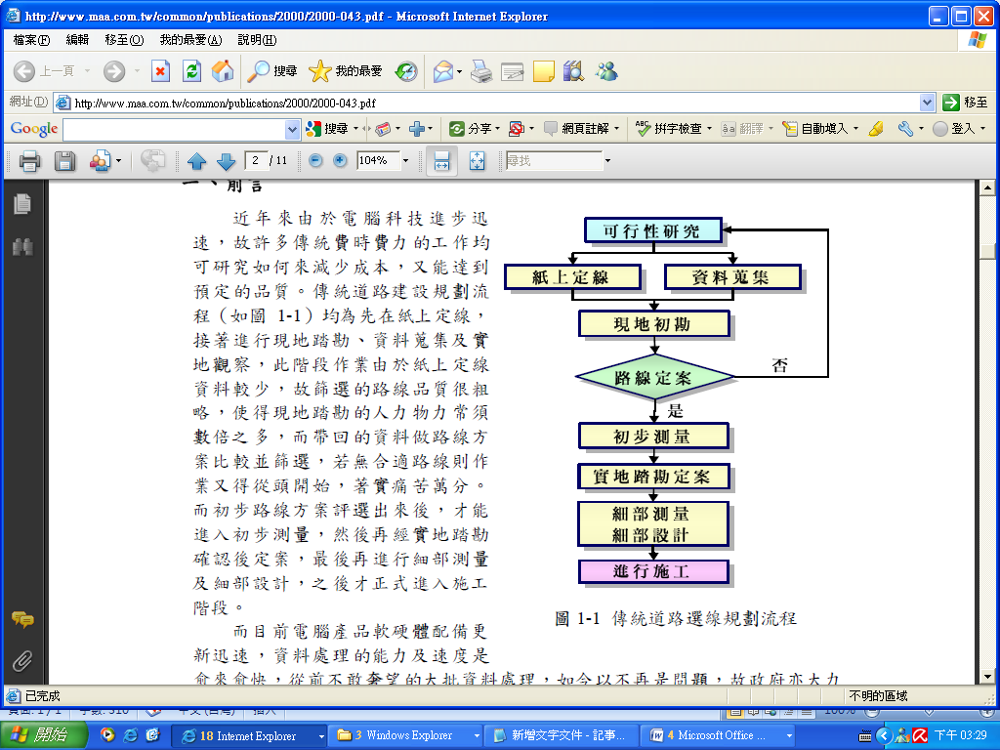 http://www.maa.com.tw/common/publications/2000/2000-043.pdf - Microsoft Internet Explorer
檔案(F) 編輯 移至(O) 我的最愛(A) 說明(H)
上一頁 搜尋 我的最愛
網址(D) http://www.maa.com.tw/common/publications/2000/2000-043.pdf 移至
Google 搜尋 分享 網頁註解 拼字檢查 翻譯 自動填入 登入
2 / 11 104% 尋找
一、前言
近年來由於電腦科技進步迅
速，故許多傳統費時費力的工作均
可研究如何來減少成本，又能達到
預定的品質。傳統道路建設規劃流
程（如圖 1-1）均為先在紙上定線，
接著進行現地踏勘、資料蒐集及實
地觀察，此階段作業由於紙上定線
資料較少，故篩選的路線品質很粗
略，使得現地踏勘的人力物力常須
數倍之多，而帶回的資料做路線方
案比較並篩選，若無合適路線則作
業又得從頭開始，著實痛苦萬分。
而初步路線方案評選出來後，才能
進入初步測量，然後再經實地踏勘
確認後定案，最後再進行細部測量
及細部設計，之後才正式進入施工
階段。
而目前電腦產品軟硬體配備更
新迅速，資料處理的能力及速度是
愈來愈快，從前不敢奢望的大批資料處理，如今以不再是問題，故政府亦大力
可行性研究
紙上定線
資料蒐集
現地初勘
路線定案
否
是
初步測量
實地踏勘定案
細部測量
細部設計
進行施工
圖 1-1 傳統道路選線規劃流程
已完成 不明的區域
開始 18 Internet Explorer 3 Windows Explorer 新增文字文件 - 記事... 4 Microsoft Office ... 下午 03:29